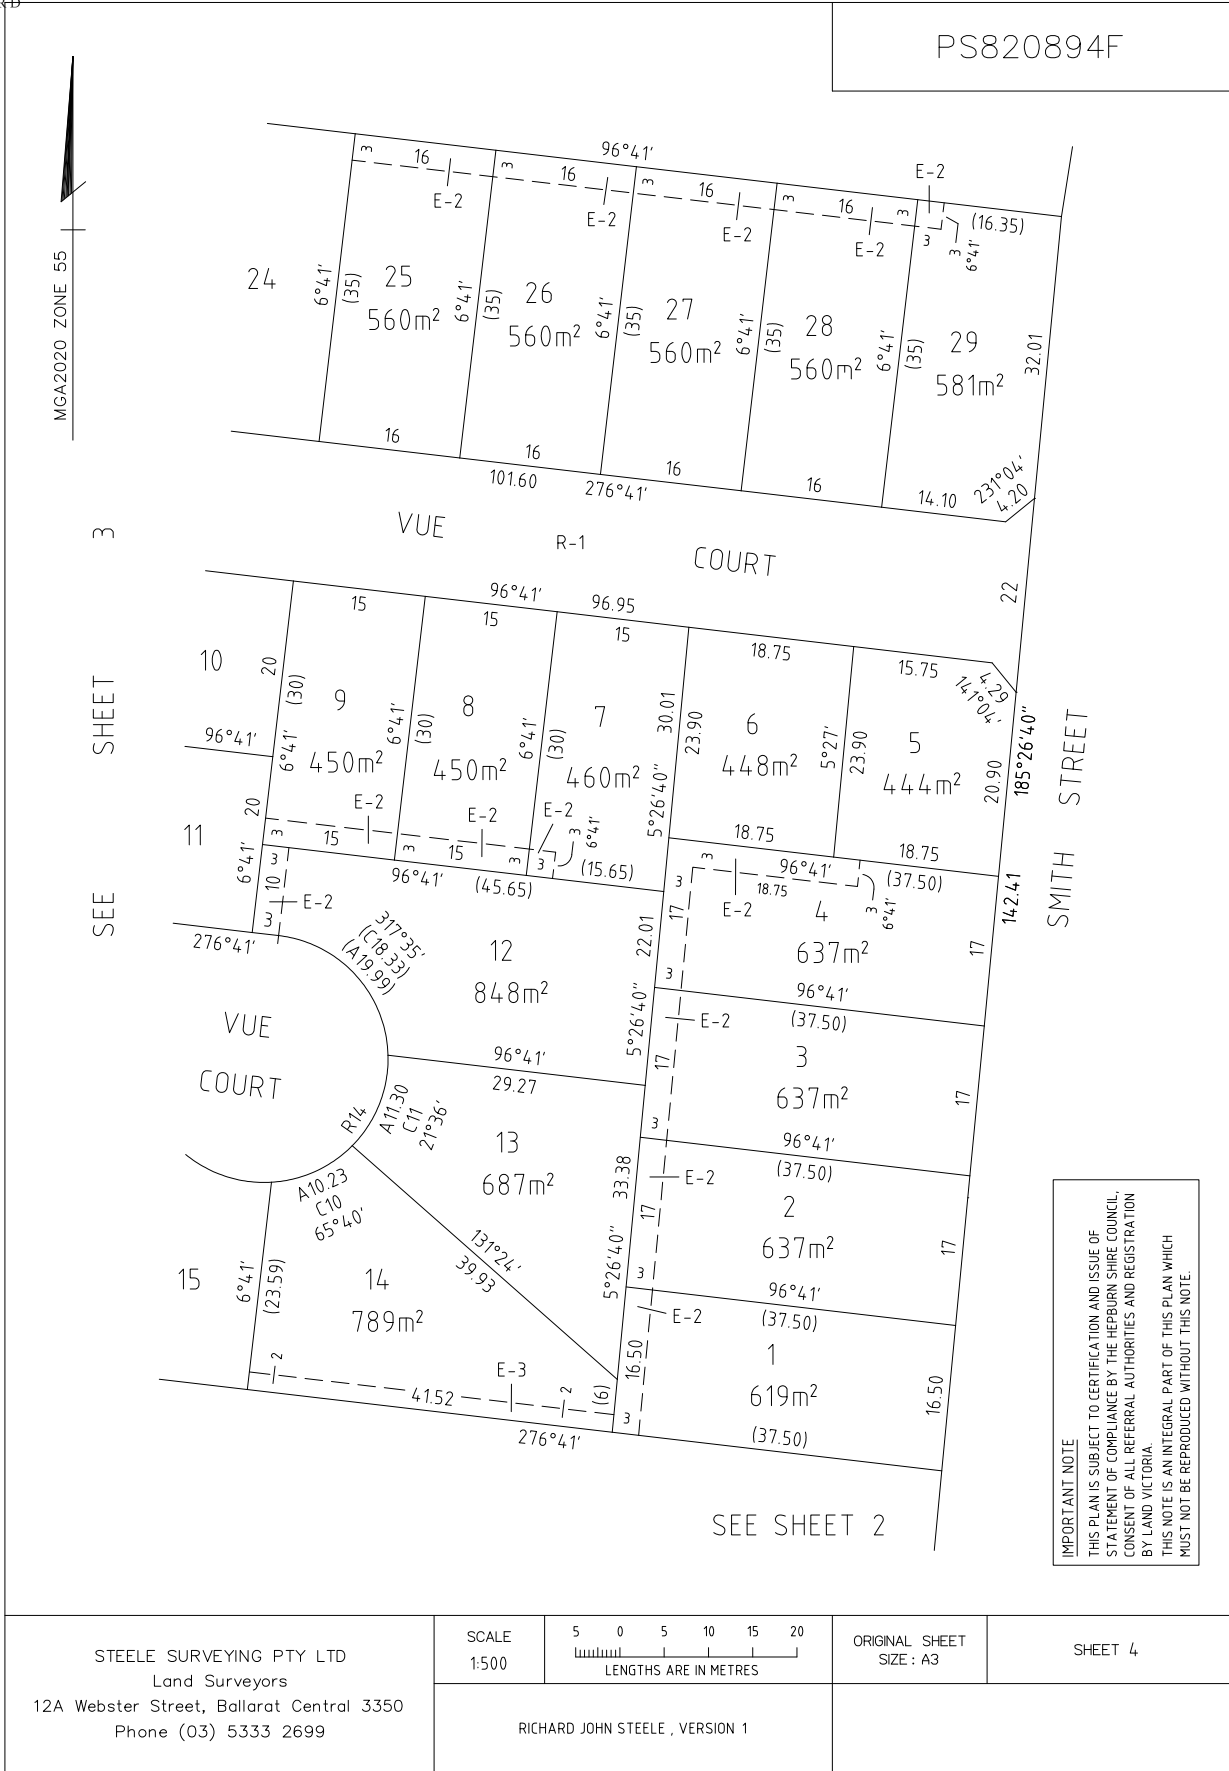 PS820894F
MGA2020 ZONE 55
96°41'
3
16
E-2
3
16
E-2
3
16
E-2
3
16
E-2
3
E-2
3
3
6°41'
(16.35)
24
6°41'
(35)
25
560m²
6°41'
(35)
26
560m²
6°41'
(35)
27
560m²
6°41'
(35)
28
560m²
6°41'
(35)
29
581m²
32.01
16
16
16
16
14.10
231°04'
4.20
101.60
276°41'
VUE
R-1
COURT
22
SEE SHEET 3
96°41'
96.95
15
15
15
18.75
15.75
4.29
141°04'
10
20
(30)
6°41'
96°41'
9
450m²
6°41'
(30)
8
450m²
6°41'
(30)
7
460m²
30.01
5°26'40"
23.90
6
448m²
5°27'
23.90
5
444m²
20.90
185°26'40"
SMITH STREET
142.41
11
20
6°41'
3
15
E-2
3
15
E-2
3
E-2
3
3
6°41'
(15.65)
96°41'
(45.65)
3
10
3
E-2
276°41'
317°35'
(C18.33)
(A19.99)
12
848m²
22.01
5°26'40"
18.75
18.75
96°41'
(37.50)
3
3
17
3
18.75
E-2
3
6°41'
4
637m²
17
96°41'
(37.50)
VUE
COURT
R14
96°41'
29.27
A11.30
C11
21°36'
13
687m²
33.38
5°26'40"
E-2
17
3
3
637m²
17
96°41'
(37.50)
E-2
17
3
2
637m²
17
96°41'
(37.50)
A10.23
C10
65°40'
131°24'
39.93
15
6°41'
(23.59)
14
789m²
2
41.52
E-3
2
(6)
276°41'
E-2
16.50
3
1
619m²
16.50
(37.50)
SEE SHEET 2
IMPORTANT NOTE
THIS PLAN IS SUBJECT TO CERTIFICATION AND ISSUE OF
STATEMENT OF COMPLIANCE BY THE HEPBURN SHIRE COUNCIL,
CONSENT OF ALL REFERRAL AUTHORITIES AND REGISTRATION
BY LAND VICTORIA.
THIS NOTE IS AN INTEGRAL PART OF THIS PLAN WHICH
MUST NOT BE REPRODUCED WITHOUT THIS NOTE.
STEELE SURVEYING PTY LTD
Land Surveyors
12A Webster Street, Ballarat Central 3350
Phone (03) 5333 2699
SCALE
1:500
5 0 5 10 15 20
LENGTHS ARE IN METRES
ORIGINAL SHEET
SIZE: A3
SHEET 4
RICHARD JOHN STEELE , VERSION 1